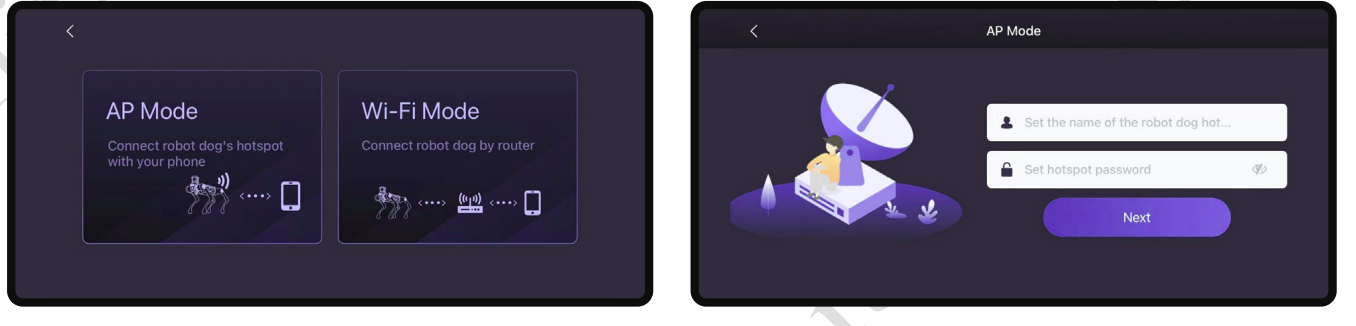 AP Mode
Connect robot dog's hotspot
with your phone
Wi-Fi Mode
Connect robot dog by router
AP Mode
Set the name of the robot dog hot...
Set hotspot password
Next